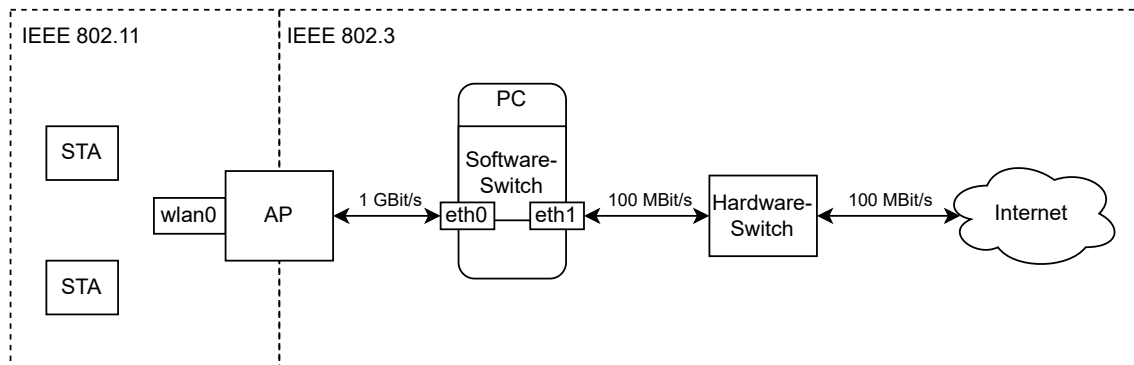 IEEE 802.11
IEEE 802.3
STA
STA
wlan0
AP
1 GBit/s
PC
Software-
Switch
eth0
eth1
100 MBit/s
Hardware-
Switch
100 MBit/s
Internet